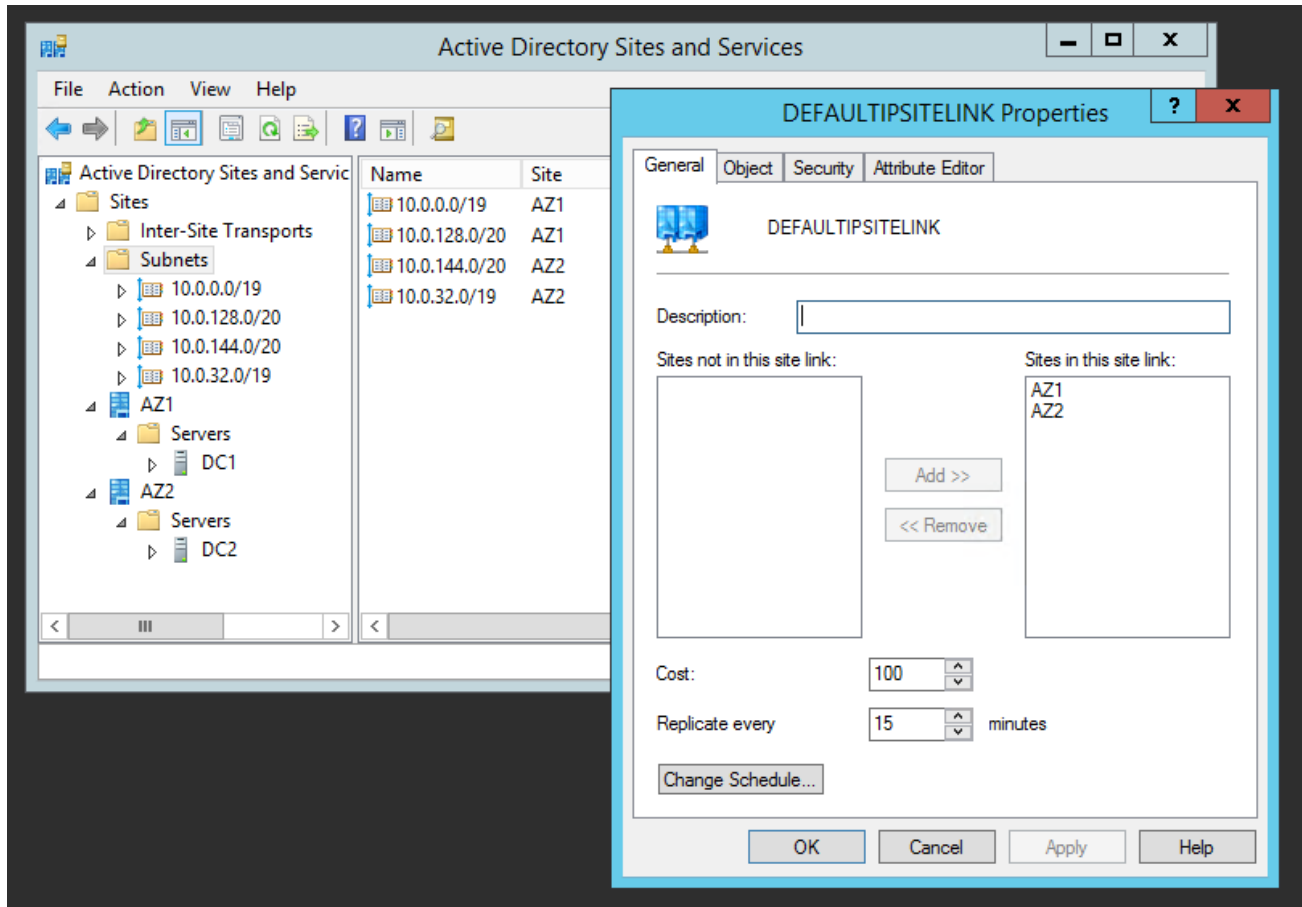 Active Directory Sites and Services
File Action View Help
Active Directory Sites and Servic
Sites
Inter-Site Transports
Subnets
10.0.0.0/19
10.0.128.0/20
10.0.144.0/20
10.0.32.0/19
AZ1
Servers
DC1
AZ2
Servers
DC2
Name Site
10.0.0.0/19 AZ1
10.0.128.0/20 AZ1
10.0.144.0/20 AZ2
10.0.32.0/19 AZ2
DEFAULTIPSITELINK Properties
General Object Security Attribute Editor
DEFAULTIPSITELINK
Description:
Sites not in this site link:
Sites in this site link:
AZ1
AZ2
Add >>
<< Remove
Cost: 100
Replicate every 15 minutes
Change Schedule...
OK Cancel Apply Help